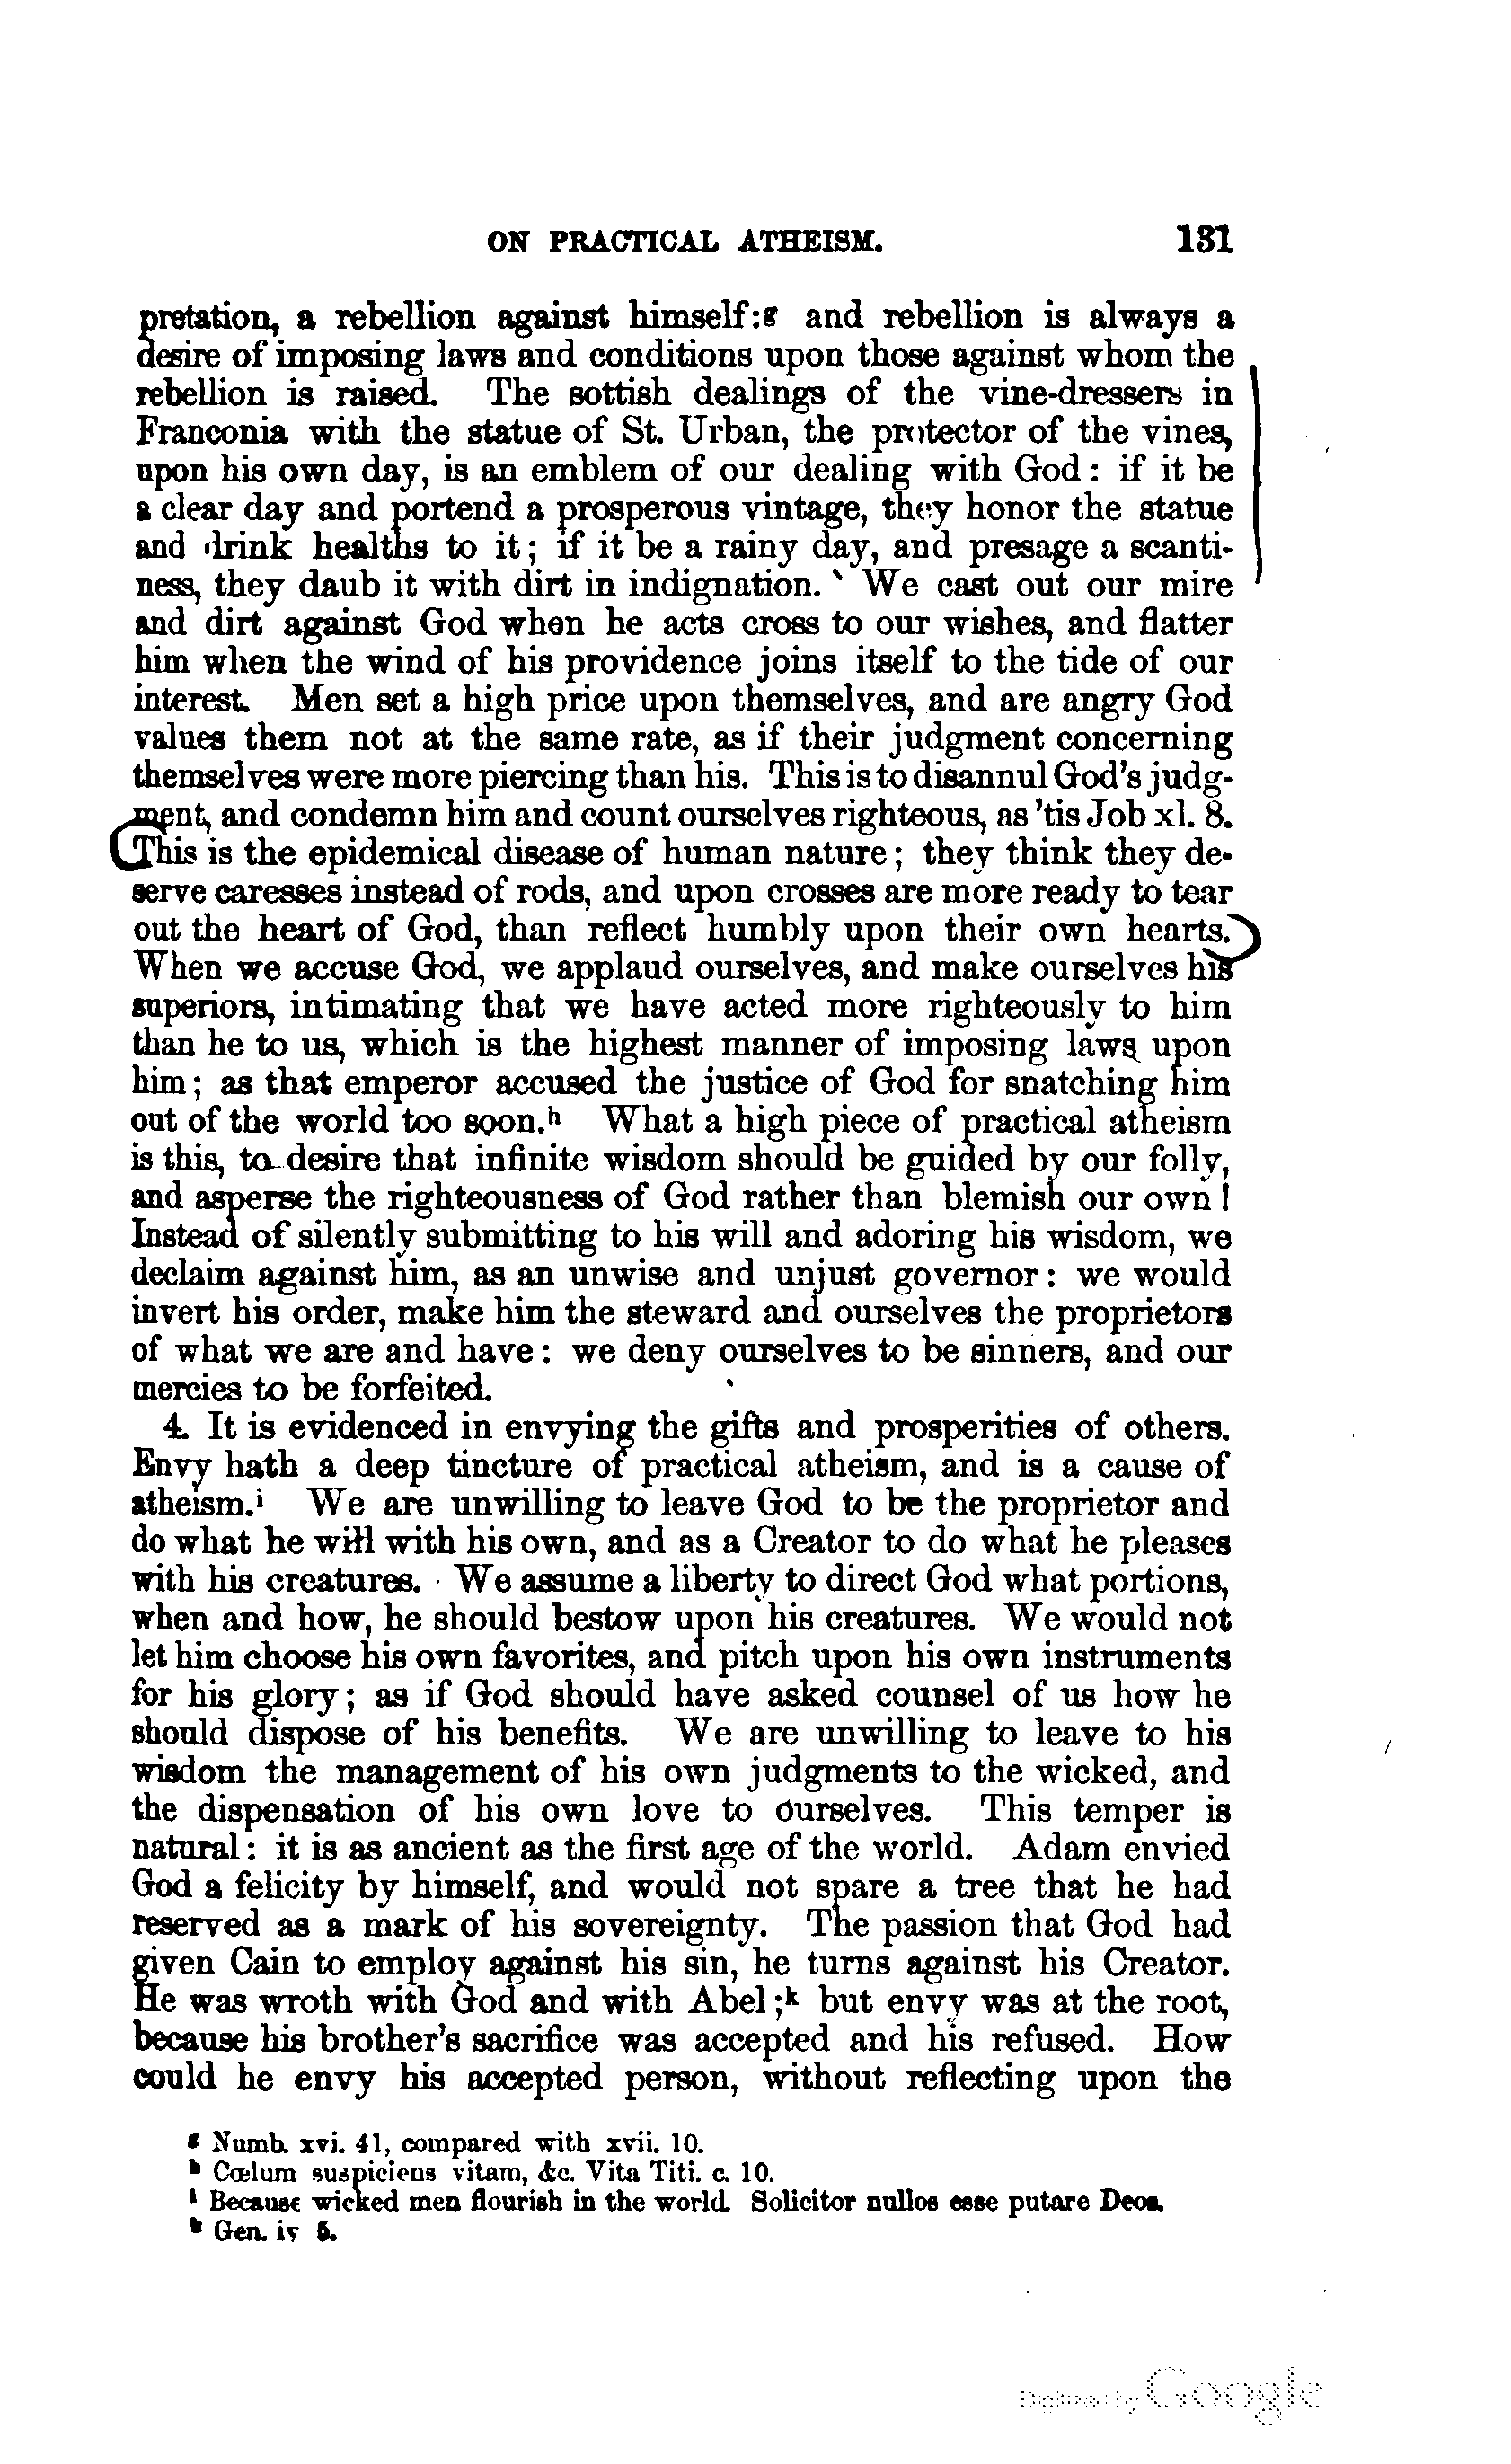 ON PRACTICAL ATHEISM. 131
pretation, a rebellion against himself:g and rebellion is always a
desire of imposing laws and conditions upon those against whom the
rebellion is raised. The sottish dealings of the vine-dressers in
Franconia with the statue of St. Urban, the protector of the vines,
upon his own day, is an emblem of our dealing with God: if it be
a clear day and portend a prosperous vintage, they honor the statue
and drink healths to it; if it be a rainy day, and presage a scanti-
ness, they daub it with dirt in indignation. We cast out our mire
and dirt against God when he acts cross to our wishes, and flatter
him when the wind of his providence joins itself to the tide of our
interest. Men set a high price upon themselves, and are angry God
values them not at the same rate, as if their judgment concerning
themselves were more piercing than his. This is to disannul God's judg-
ment, and condemn him and count ourselves righteous, as 'tis Job xl. 8.
This is the epidemical disease of human nature; they think they de-
serve caresses instead of rods, and upon crosses are more ready to tear
out the heart of God, than reflect humbly upon their own hearts.
When we accuse God, we applaud ourselves, and make ourselves his
superiors, intimating that we have acted more righteously to him
than he to us, which is the highest manner of imposing laws upon
him; as that emperor accused the justice of God for snatching him
out of the world too soon.h What a high piece of practical atheism
is this, to desire that infinite wisdom should be guided by our folly,
and asperse the righteousness of God rather than blemish our own!
Instead of silently submitting to his will and adoring his wisdom, we
declaim against him, as an unwise and unjust governor: we would
invert his order, make him the steward and ourselves the proprietors
of what we are and have: we deny ourselves to be sinners, and our
mercies to be forfeited.
4. It is evidenced in envying the gifts and prosperities of others.
Envy hath a deep tincture of practical atheism, and is a cause of
atheism.i We are unwilling to leave God to be the proprietor and
do what he will with his own, and as a Creator to do what he pleases
with his creatures. We assume a liberty to direct God what portions,
when and how, he should bestow upon his creatures. We would not
let him choose his own favorites, and pitch upon his own instruments
for his glory; as if God should have asked counsel of us how he
should dispose of his benefits. We are unwilling to leave to his
wisdom the management of his own judgments to the wicked, and
the dispensation of his own love to ourselves. This temper is
natural: it is as ancient as the first age of the world. Adam envied
God a felicity by himself, and would not spare a tree that he had
reserved as a mark of his sovereignty. The passion that God had
given Cain to employ against his sin, he turns against his Creator.
He was wroth with God and with Abel;k but envy was at the root,
because his brother's sacrifice was accepted and his refused. How
could he envy his accepted person, without reflecting upon the
g Numb. xvi. 41, compared with xvii. 10.
h Cœlum suspiciens vitam, &c. Vita Titi. c. 10.
i Because wicked men flourish in the world. Solicitor nullos esse putare Deos.
k Gen. iv 5.
Digitized by Google